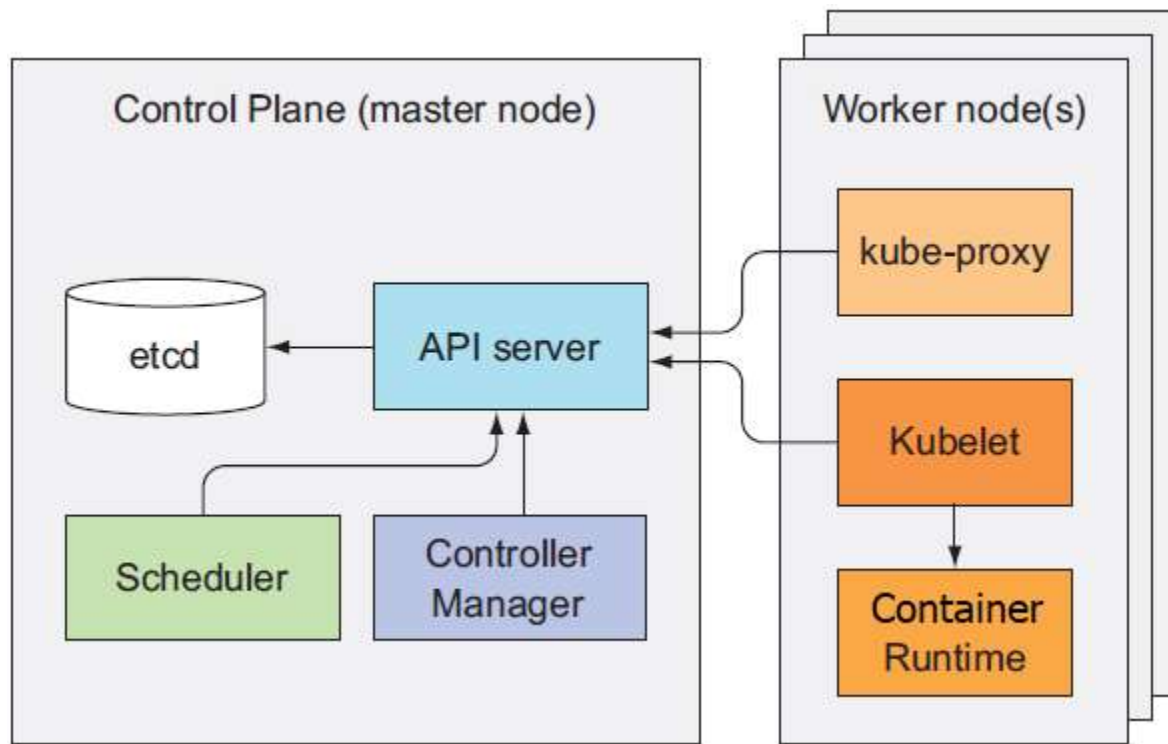 Control Plane (master node)
etcd
API server
Scheduler
Controller
Manager
Worker node(s)
kube-proxy
Kubelet
Container
Runtime